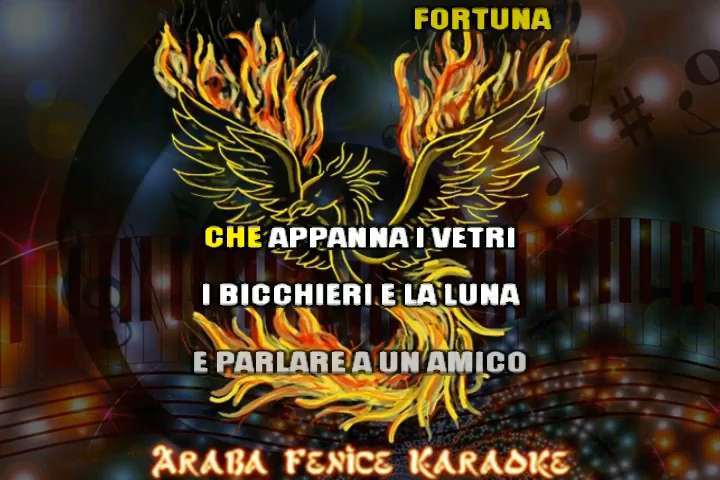 FORTUNA
CHE APPANNA I VETRI
I BICCHIERI E LA LUNA
E PARLARE A UN AMICO
ARABA FENICE KARAOKE